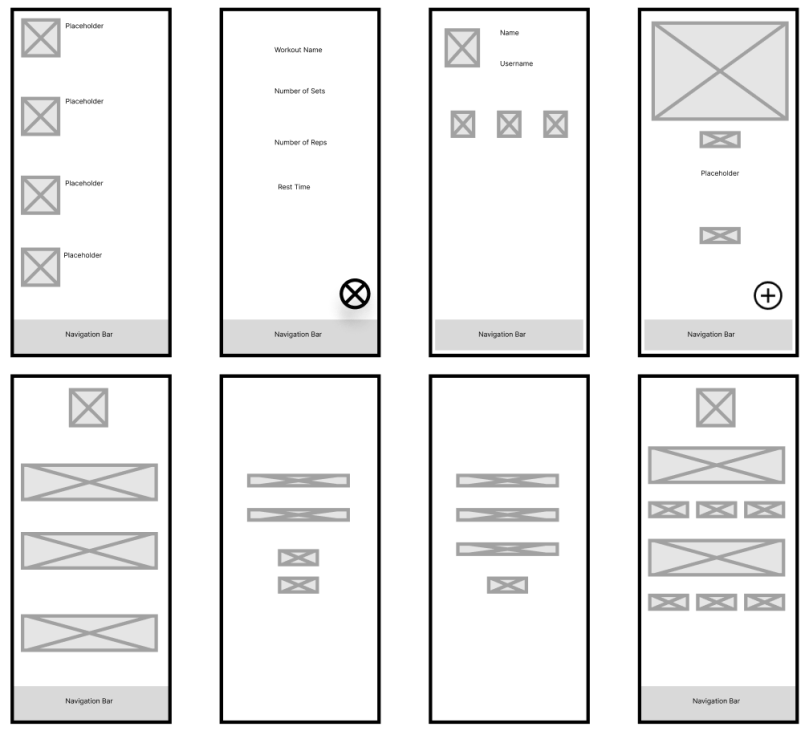 Placeholder
Placeholder
Placeholder
Placeholder
Navigation Bar
Workout Name
Number of Sets
Number of Reps
Rest Time
Navigation Bar
Name
Username
Navigation Bar
Placeholder
Navigation Bar
Navigation Bar
Navigation Bar